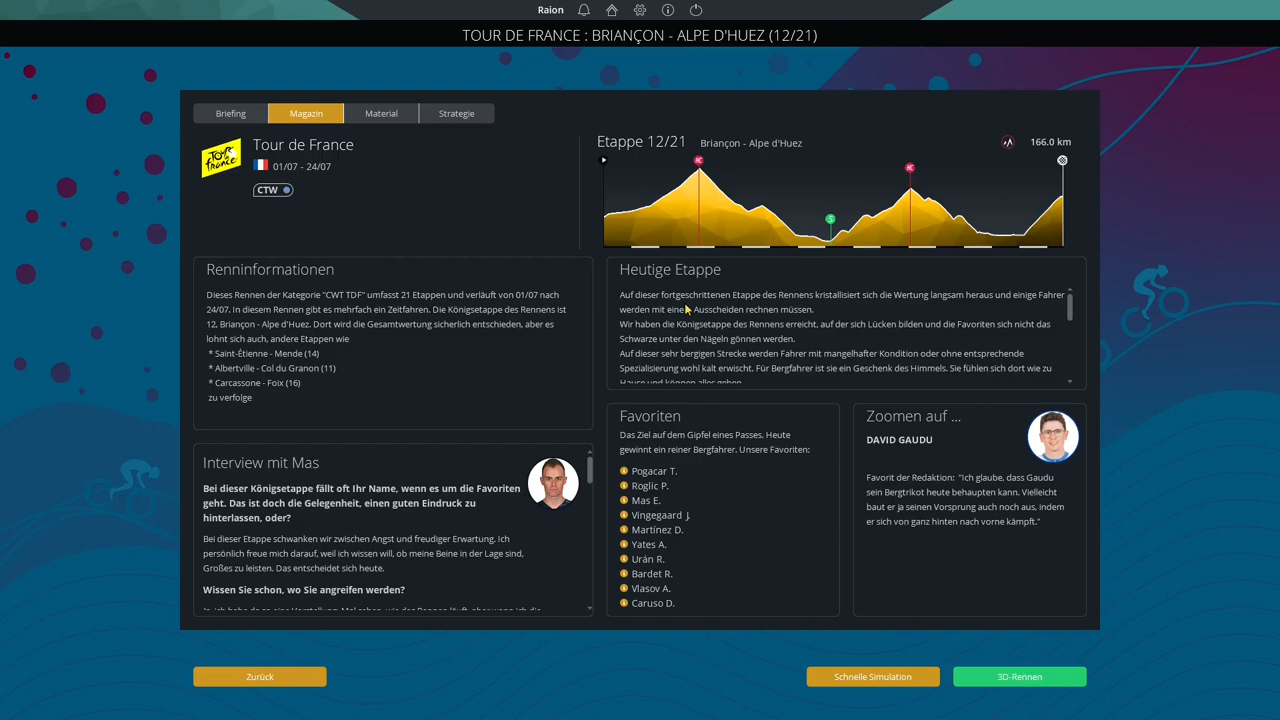 Raion
TOUR DE FRANCE : BRIANÇON - ALPE D'HUEZ (12/21)
Briefing
Magazin
Material
Strategie
TOUR DE FRANCE
Tour de France
01/07 - 24/07
CTW
Etappe 12/21
Briançon - Alpe d'Huez
166.0 km
HC
HC
S
Renninformationen
Dieses Rennen der Kategorie "CWT TDF" umfasst 21 Etappen und verläuft von 01/07 nach
24/07. In diesem Rennen gibt es mehrfach ein Zeitfahren. Die Königsetappe des Rennens ist
12, Briançon - Alpe d'Huez. Dort wird die Gesamtwertung sicherlich entschieden, aber es
lohnt sich auch, andere Etappen wie
* Saint-Étienne - Mende (14)
* Albertville - Col du Granon (11)
* Carcassone - Foix (16)
zu verfolge
Heutige Etappe
Auf dieser fortgeschrittenen Etappe des Rennens kristallisiert sich die Wertung langsam heraus und einige Fahrer
werden mit eine Ausscheiden rechnen müssen.
Wir haben die Königsetappe des Rennens erreicht, auf der sich Lücken bilden und die Favoriten sich nicht das
Schwarze unter den Nägeln gönnen werden.
Auf dieser sehr bergigen Strecke werden Fahrer mit mangelhafter Kondition oder ohne entsprechende
Spezialisierung wohl kalt erwischt. Für Bergfahrer ist sie ein Geschenk des Himmels. Sie fühlen sich dort wie zu
Hause und können alles geben.
Interview mit Mas
Bei dieser Königsetappe fällt oft Ihr Name, wenn es um die Favoriten
geht. Das ist doch die Gelegenheit, einen guten Eindruck zu
hinterlassen, oder?
Bei dieser Etappe schwanken wir zwischen Angst und freudiger Erwartung. Ich
persönlich freue mich darauf, weil ich wissen will, ob meine Beine in der Lage sind,
Großes zu leisten. Das entscheidet sich heute.
Wissen Sie schon, wo Sie angreifen werden?
Favoriten
Das Ziel auf dem Gipfel eines Passes. Heute
gewinnt ein reiner Bergfahrer. Unsere Favoriten:
Pogacar T.
Roglic P.
Mas E.
Vingegaard J.
Martínez D.
Yates A.
Urán R.
Bardet R.
Vlasov A.
Caruso D.
Zoomen auf ...
DAVID GAUDU
Favorit der Redaktion: "Ich glaube, dass Gaudu
sein Bergtrikot heute behaupten kann. Vielleicht
baut er ja seinen Vorsprung auch noch aus, indem
er sich von ganz hinten nach vorne kämpft."
Zurück
Schnelle Simulation
3D-Rennen